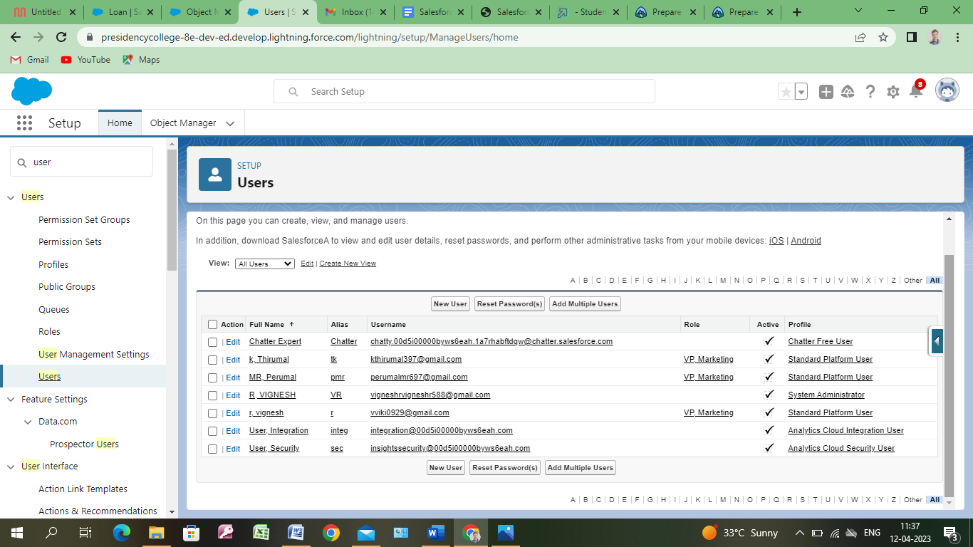 Untitled
Loan | Sa
Object M
Users | S
Inbox (1
Salesfor
Salesfor
- Studen
Prepare
Prepare
presidencycollege-8e-dev-ed.develop.lightning.force.com/lightning/setup/ManageUsers/home
Gmail YouTube Maps
Search Setup
8
Setup Home Object Manager
user
SETUP
Users
Users
Permission Set Groups
Permission Sets
Profiles
Public Groups
Queues
Roles
User Management Settings
Users
Feature Settings
Data.com
Prospector Users
User Interface
Action Link Templates
Actions & Recommendations
On this page you can create, view, and manage users.
In addition, download SalesforceA to view and edit user details, reset passwords, and perform other administrative tasks from your mobile devices: iOS | Android
View: All Users Edit | Create New View
A | B | C | D | E | F | G | H | I | J | K | L | M | N | O | P | Q | R | S | T | U | V | W | X | Y | Z | Other | All
New User Reset Password(s) Add Multiple Users
Action Full Name ↑ Alias Username Role Active Profile
| Edit Chatter Expert Chatter chatty.00d5i00000byws6eah.1a7rhabftdqw@chatter.salesforce.com ✓ Chatter Free User
| Edit k, Thirumal tk kthirumal397@gmail.com VP, Marketing ✓ Standard Platform User
| Edit MR, Perumal pmr perumalmr697@gmail.com VP, Marketing ✓ Standard Platform User
| Edit R, VIGNESH VR vigneshrvigneshr588@gmail.com ✓ System Administrator
| Edit r, vignesh r vviki0929@gmail.com VP, Marketing ✓ Standard Platform User
| Edit User, Integration integ integration@00d5i00000byws6eah.com ✓ Analytics Cloud Integration User
| Edit User, Security sec insightssecurity@00d5i00000byws6eah.com ✓ Analytics Cloud Security User
New User Reset Password(s) Add Multiple Users
A | B | C | D | E | F | G | H | I | J | K | L | M | N | O | P | Q | R | S | T | U | V | W | X | Y | Z | Other | All
33°C Sunny ENG 11:37
12-04-2023 3